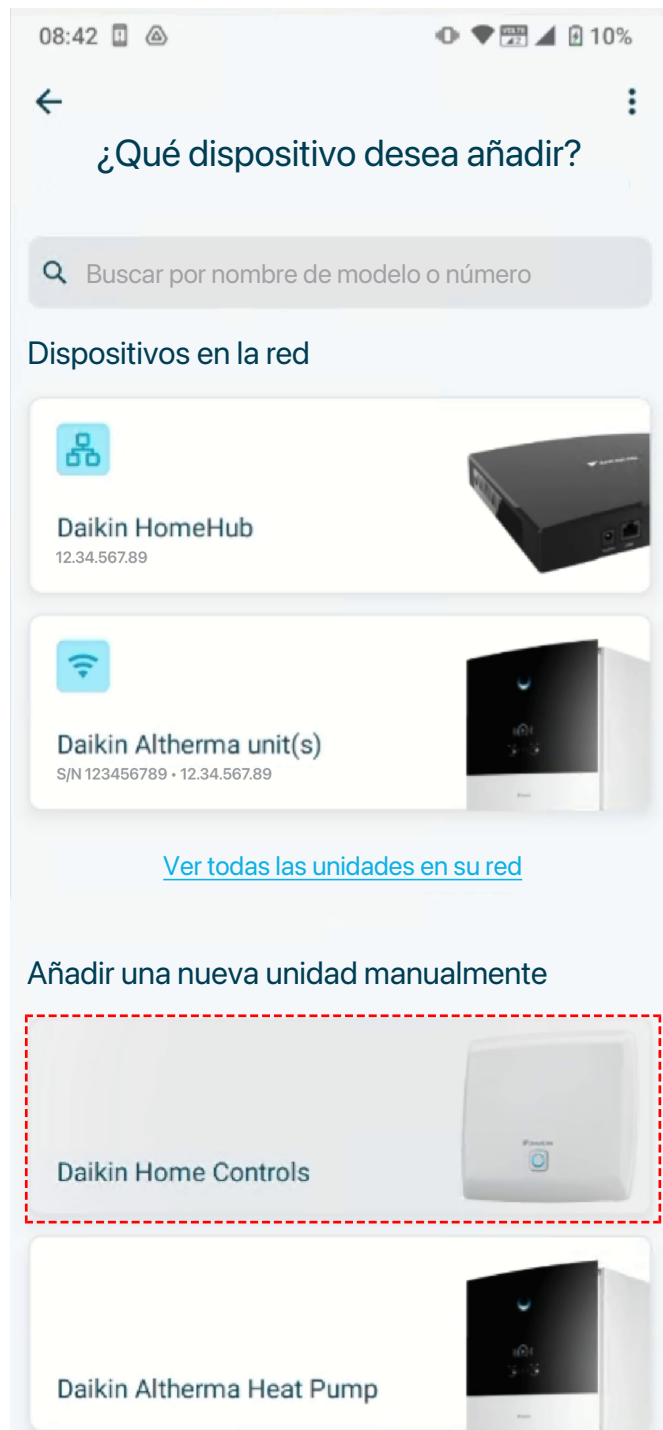 08:42
10%
¿Qué dispositivo desea añadir?
Buscar por nombre de modelo o número
Dispositivos en la red
Daikin HomeHub
12.34.567.89
Daikin Altherma unit(s)
S/N 123456789 • 12.34.567.89
Ver todas las unidades en su red
Añadir una nueva unidad manualmente
DAIKIN
Daikin Home Controls
Daikin Altherma Heat Pump